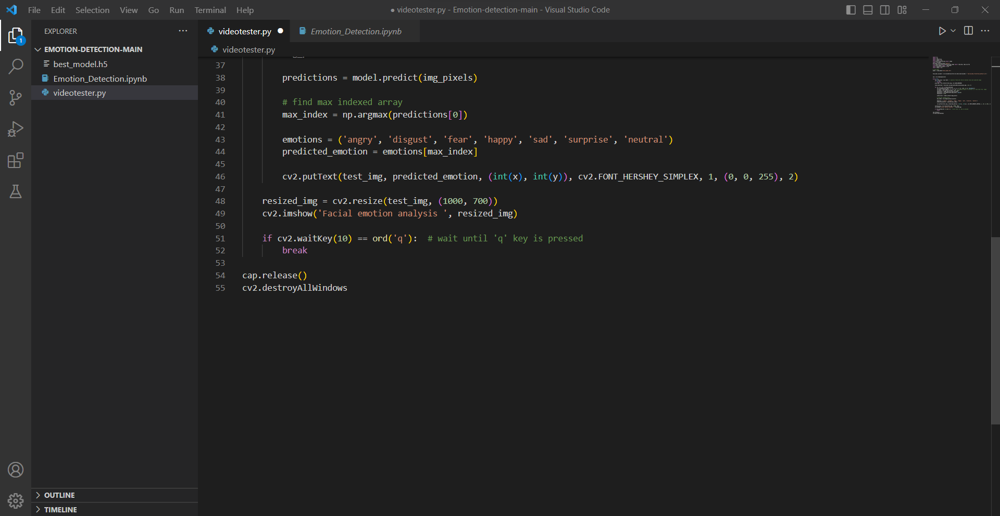 File Edit Selection View Go Run Terminal Help
● videotester.py - Emotion-detection-main - Visual Studio Code
EXPLORER
videotester.py
Emotion_Detection.ipynb
1
EMOTION-DETECTION-MAIN
best_model.h5
Emotion_Detection.ipynb
videotester.py
videotester.py
37
38 predictions = model.predict(img_pixels)
39
40 # find max indexed array
41 max_index = np.argmax(predictions[0])
42
43 emotions = ('angry', 'disgust', 'fear', 'happy', 'sad', 'surprise', 'neutral')
44 predicted_emotion = emotions[max_index]
45
46 cv2.putText(test_img, predicted_emotion, (int(x), int(y)), cv2.FONT_HERSHEY_SIMPLEX, 1, (0, 0, 255), 2)
47
48 resized_img = cv2.resize(test_img, (1000, 700))
49 cv2.imshow('Facial emotion analysis ', resized_img)
50
51 if cv2.waitKey(10) == ord('q'):  # wait until 'q' key is pressed
52 break
53
54 cap.release()
55 cv2.destroyAllWindows
OUTLINE
TIMELINE